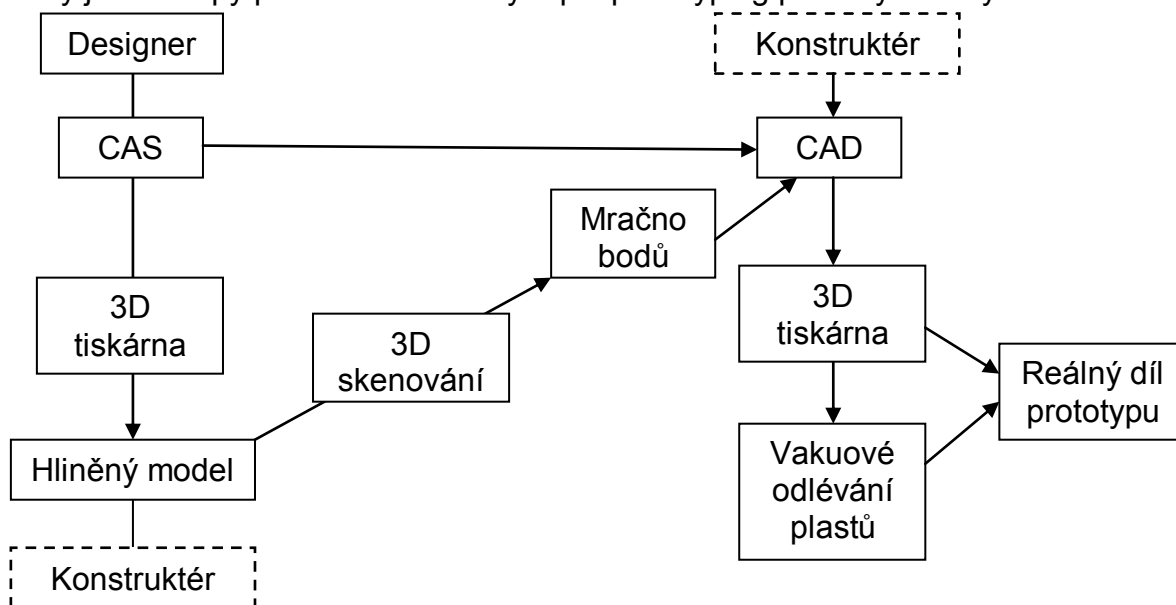 Designer
Konstruktér
CAS
CAD
Mračno
bodů
3D
tiskárna
3D
skenování
3D
tiskárna
Reálný díl
prototypu
Hliněný model
Vakuové
odlévání
plastů
Konstruktér